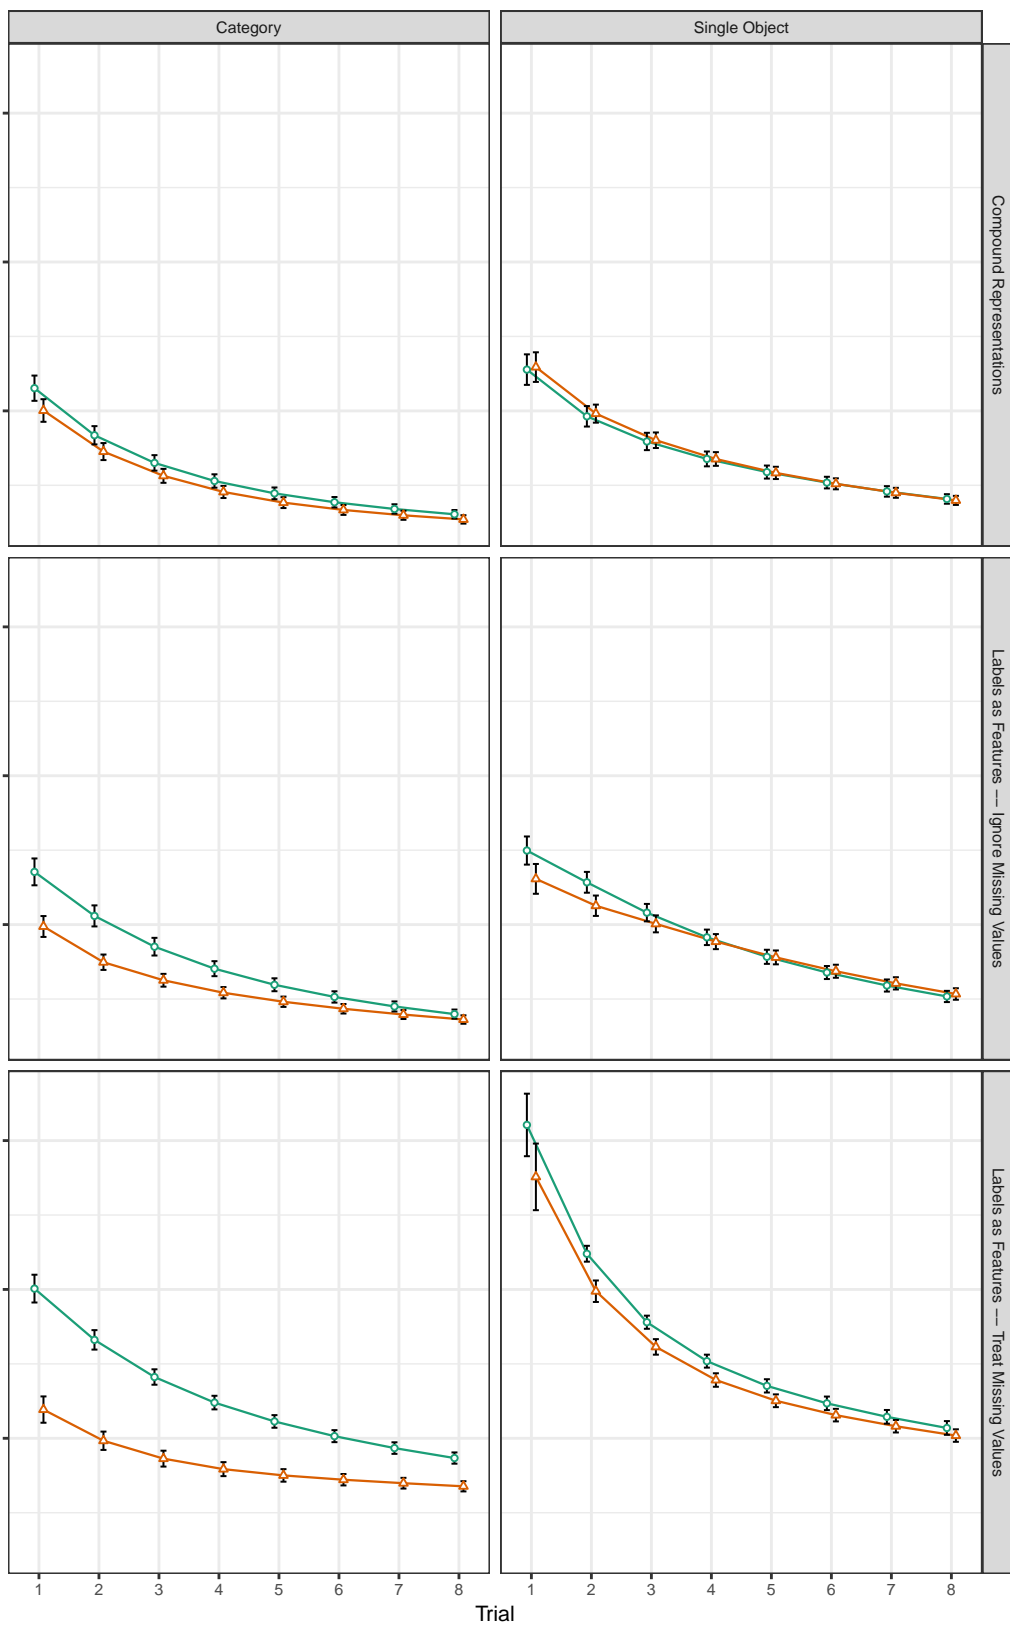 Category
Single Object
Compound Representations
Labels as Features –– Ignore Missing Values
Labels as Features –– Treat Missing Values
1 2 3 4 5 6 7 8
1 2 3 4 5 6 7 8
Trial